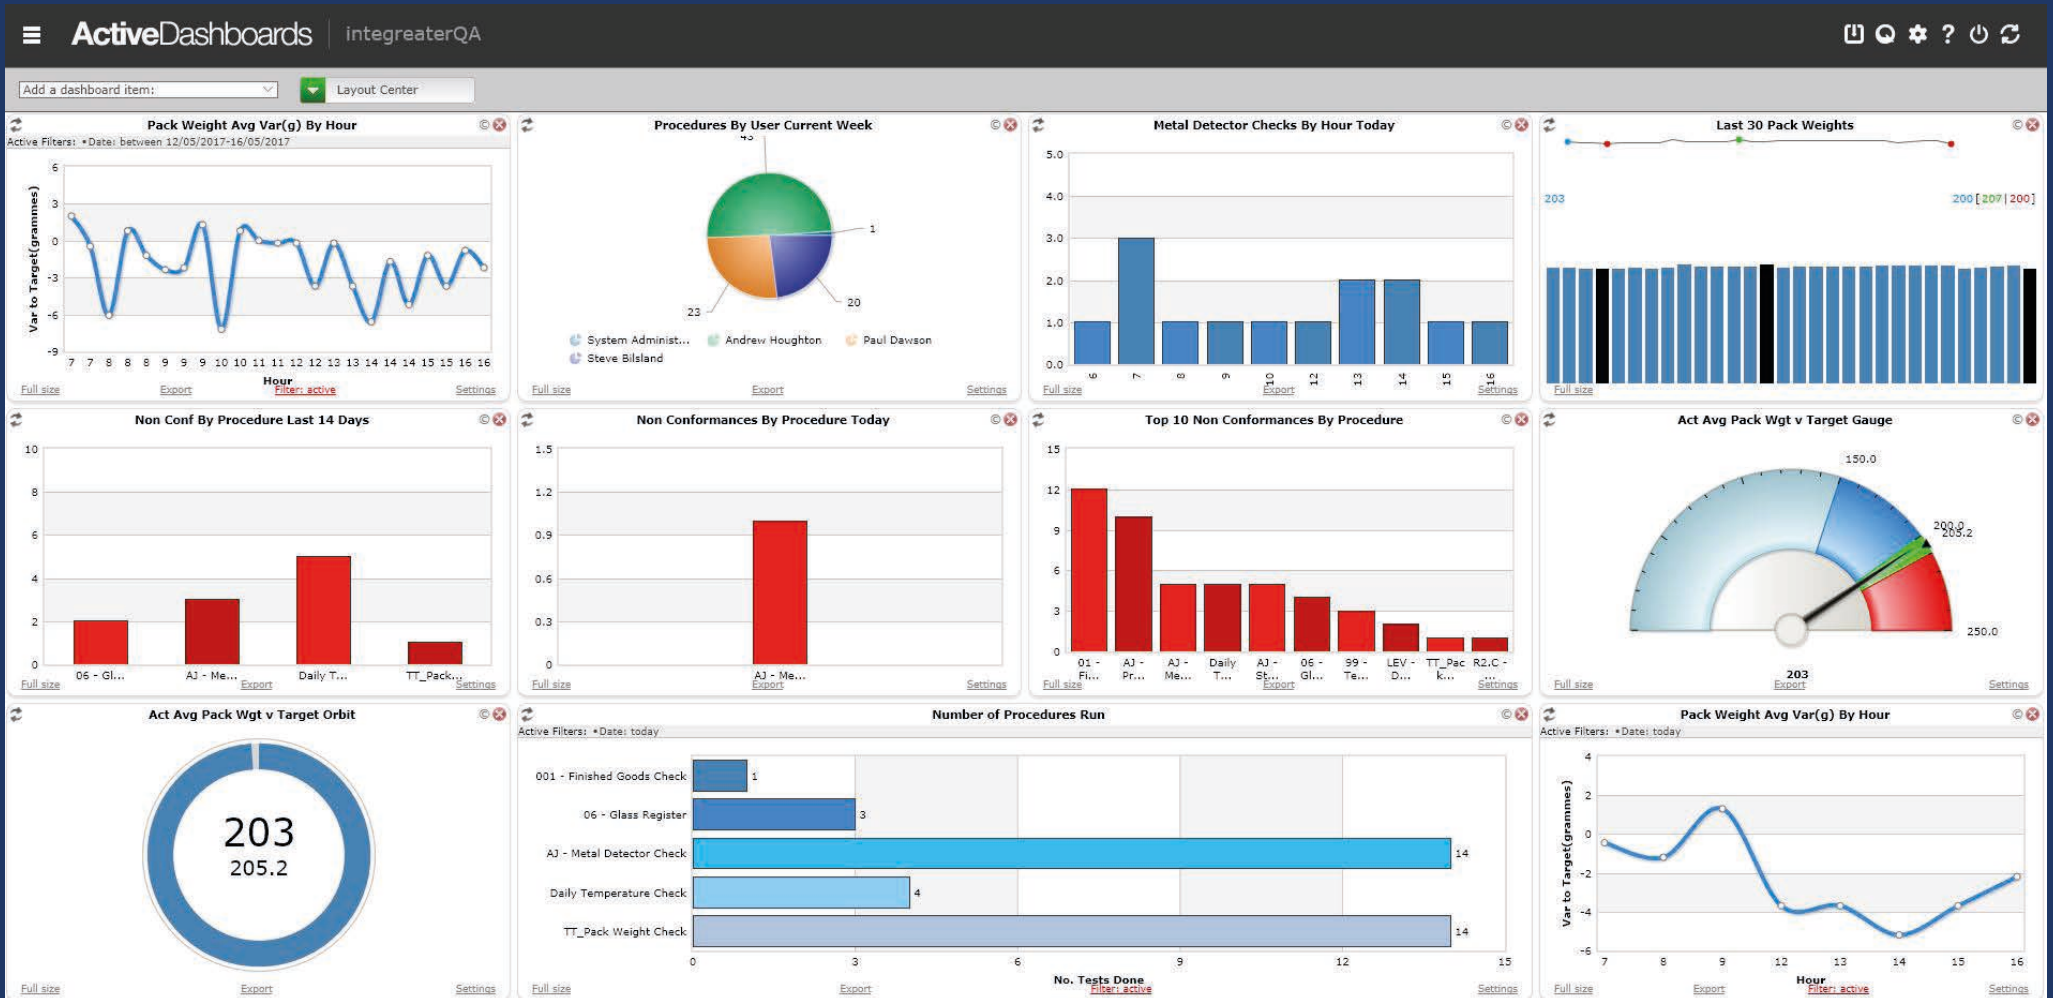 ActiveDashboards integreaterQA
Add a dashboard item:
Layout Center
Pack Weight Avg Var(g) By Hour
Active Filters: •Date: between 12/05/2017-16/05/2017
Var to Target(grammes)
6
3
0
-3
-6
-9
7 7 8 8 8 9 9 9 10 10 11 11 12 12 13 13 14 14 15 15 16 16
Hour
Full size Export Filter: active Settings
Procedures By User Current Week
43
1
20
23
System Administ... Andrew Houghton Paul Dawson
Steve Bilsland
Full size Export Settings
Metal Detector Checks By Hour Today
5.0
4.0
3.0
2.0
1.0
0.0
6 7 8 9 10 12 13 14 15 16
Full size Export Settings
Last 30 Pack Weights
203 200[207|200]
Full size
Non Conf By Procedure Last 14 Days
10
8
6
4
2
0
06 - Gl... AJ - Me... Daily T... TT_Pack...
Full size Export Settings
Non Conformances By Procedure Today
1.5
1.2
0.9
0.6
0.3
0
AJ - Me...
Full size Export Settings
Top 10 Non Conformances By Procedure
15
12
9
6
3
0
01 - Fi... AJ - Pr... AJ - Me... Daily T... AJ - St... 06 - Gl... 99 - Te... LEV - D... TT_Pac k... R2.C - ...
Full size Export Settings
Act Avg Pack Wgt v Target Gauge
150.0
200.0
205.2
250.0
203
Full size Export Settings
Act Avg Pack Wgt v Target Orbit
203
205.2
Full size Export Settings
Number of Procedures Run
Active Filters: •Date: today
001 - Finished Goods Check 1
06 - Glass Register 3
AJ - Metal Detector Check 14
Daily Temperature Check 4
TT_Pack Weight Check 14
0 3 6 9 12 15
No. Tests Done
Full size Export Filter: active Settings
Pack Weight Avg Var(g) By Hour
Active Filters: •Date: today
Var to Target(grammes)
4
2
0
-2
-4
-6
7 8 9 12 13 14 15 16
Hour
Full size Export Filter: active Settings